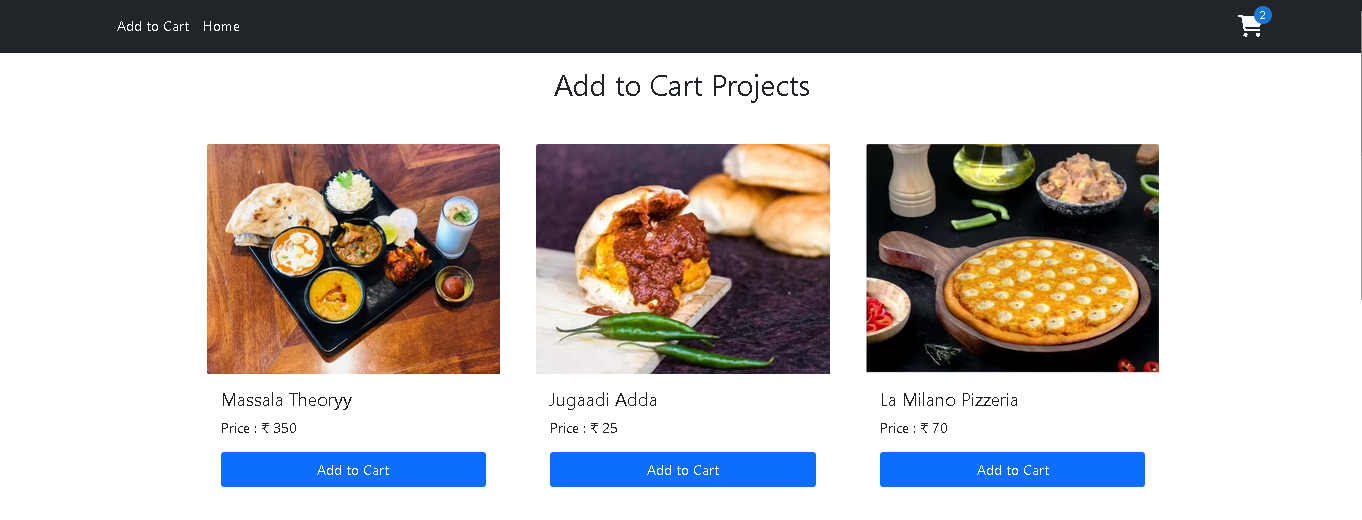 Add to Cart Home 2
Add to Cart Projects
Massala Theoryy
Price : ₹ 350
Add to Cart
Jugaadi Adda
Price : ₹ 25
Add to Cart
La Milano Pizzeria
Price : ₹ 70
Add to Cart